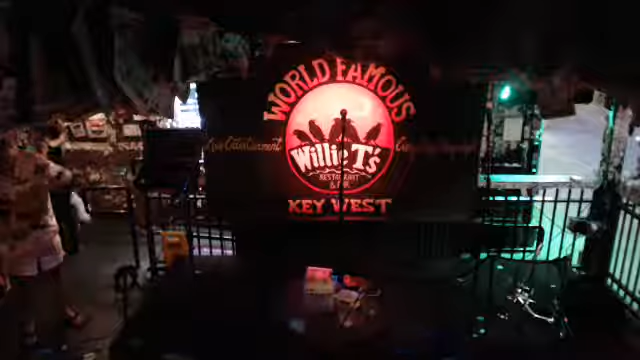 WORLD FAMOUS
Live Entertainment
Willie T's
RESTAURANT
& BAR
KEY WEST